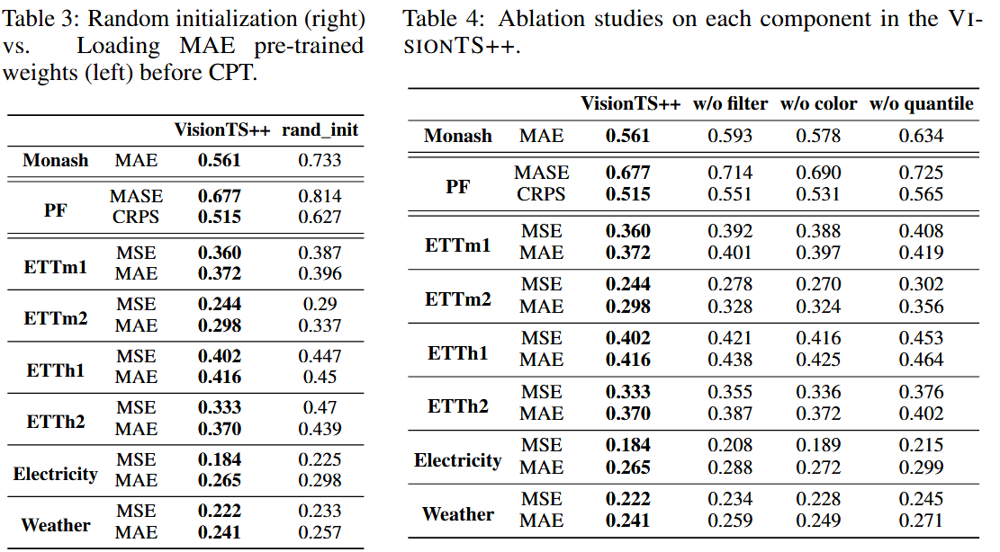 Table 3: Random initialization (right)
vs. Loading MAE pre-trained
weights (left) before CPT.
VisionTS++ rand_init
Monash MAE 0.561 0.733
PF MASE 0.677 0.814
CRPS 0.515 0.627
ETTm1 MSE 0.360 0.387
MAE 0.372 0.396
ETTm2 MSE 0.244 0.29
MAE 0.298 0.337
ETTh1 MSE 0.402 0.447
MAE 0.416 0.45
ETTh2 MSE 0.333 0.47
MAE 0.370 0.439
Electricity MSE 0.184 0.225
MAE 0.265 0.298
Weather MSE 0.222 0.233
MAE 0.241 0.257
Table 4: Ablation studies on each component in the VI-
SIONTS++.
VisionTS++ w/o filter w/o color w/o quantile
Monash MAE 0.561 0.593 0.578 0.634
PF MASE 0.677 0.714 0.690 0.725
CRPS 0.515 0.551 0.531 0.565
ETTm1 MSE 0.360 0.392 0.388 0.408
MAE 0.372 0.401 0.397 0.419
ETTm2 MSE 0.244 0.278 0.270 0.302
MAE 0.298 0.328 0.324 0.356
ETTh1 MSE 0.402 0.421 0.416 0.453
MAE 0.416 0.438 0.425 0.464
ETTh2 MSE 0.333 0.355 0.336 0.376
MAE 0.370 0.387 0.372 0.402
Electricity MSE 0.184 0.208 0.189 0.215
MAE 0.265 0.288 0.272 0.299
Weather MSE 0.222 0.234 0.228 0.245
MAE 0.241 0.259 0.249 0.271